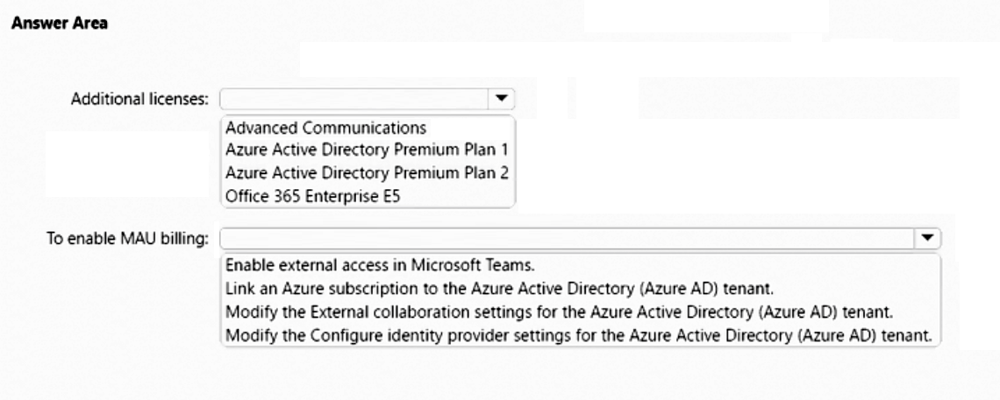 Answer Area
Additional licenses:
Advanced Communications
Azure Active Directory Premium Plan 1
Azure Active Directory Premium Plan 2
Office 365 Enterprise E5
To enable MAU billing:
Enable external access in Microsoft Teams.
Link an Azure subscription to the Azure Active Directory (Azure AD) tenant.
Modify the External collaboration settings for the Azure Active Directory (Azure AD) tenant.
Modify the Configure identity provider settings for the Azure Active Directory (Azure AD) tenant.